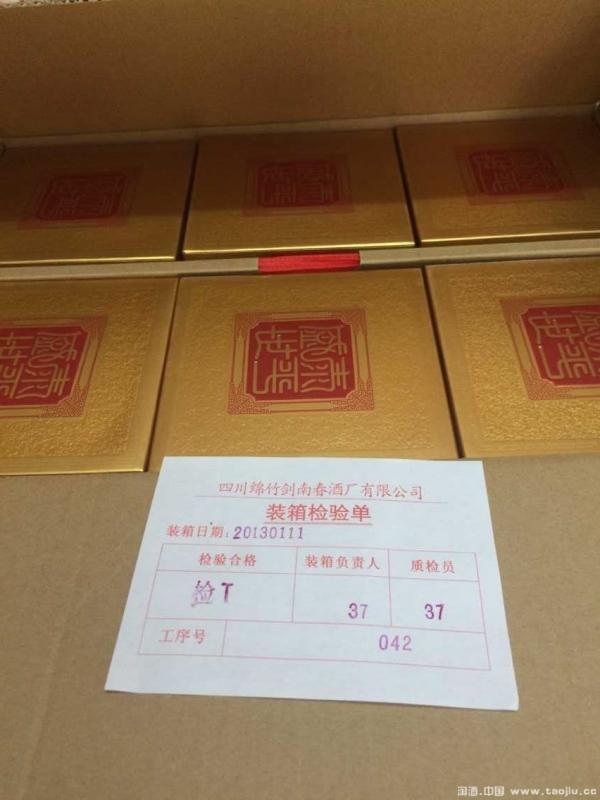 四川绵竹剑南春酒厂有限公司
装箱检验单
装箱日期:20130111
检验合格 装箱负责人 质检员
检T 37 37
工序号 042
淘酒.中国 www.taojiu.cc